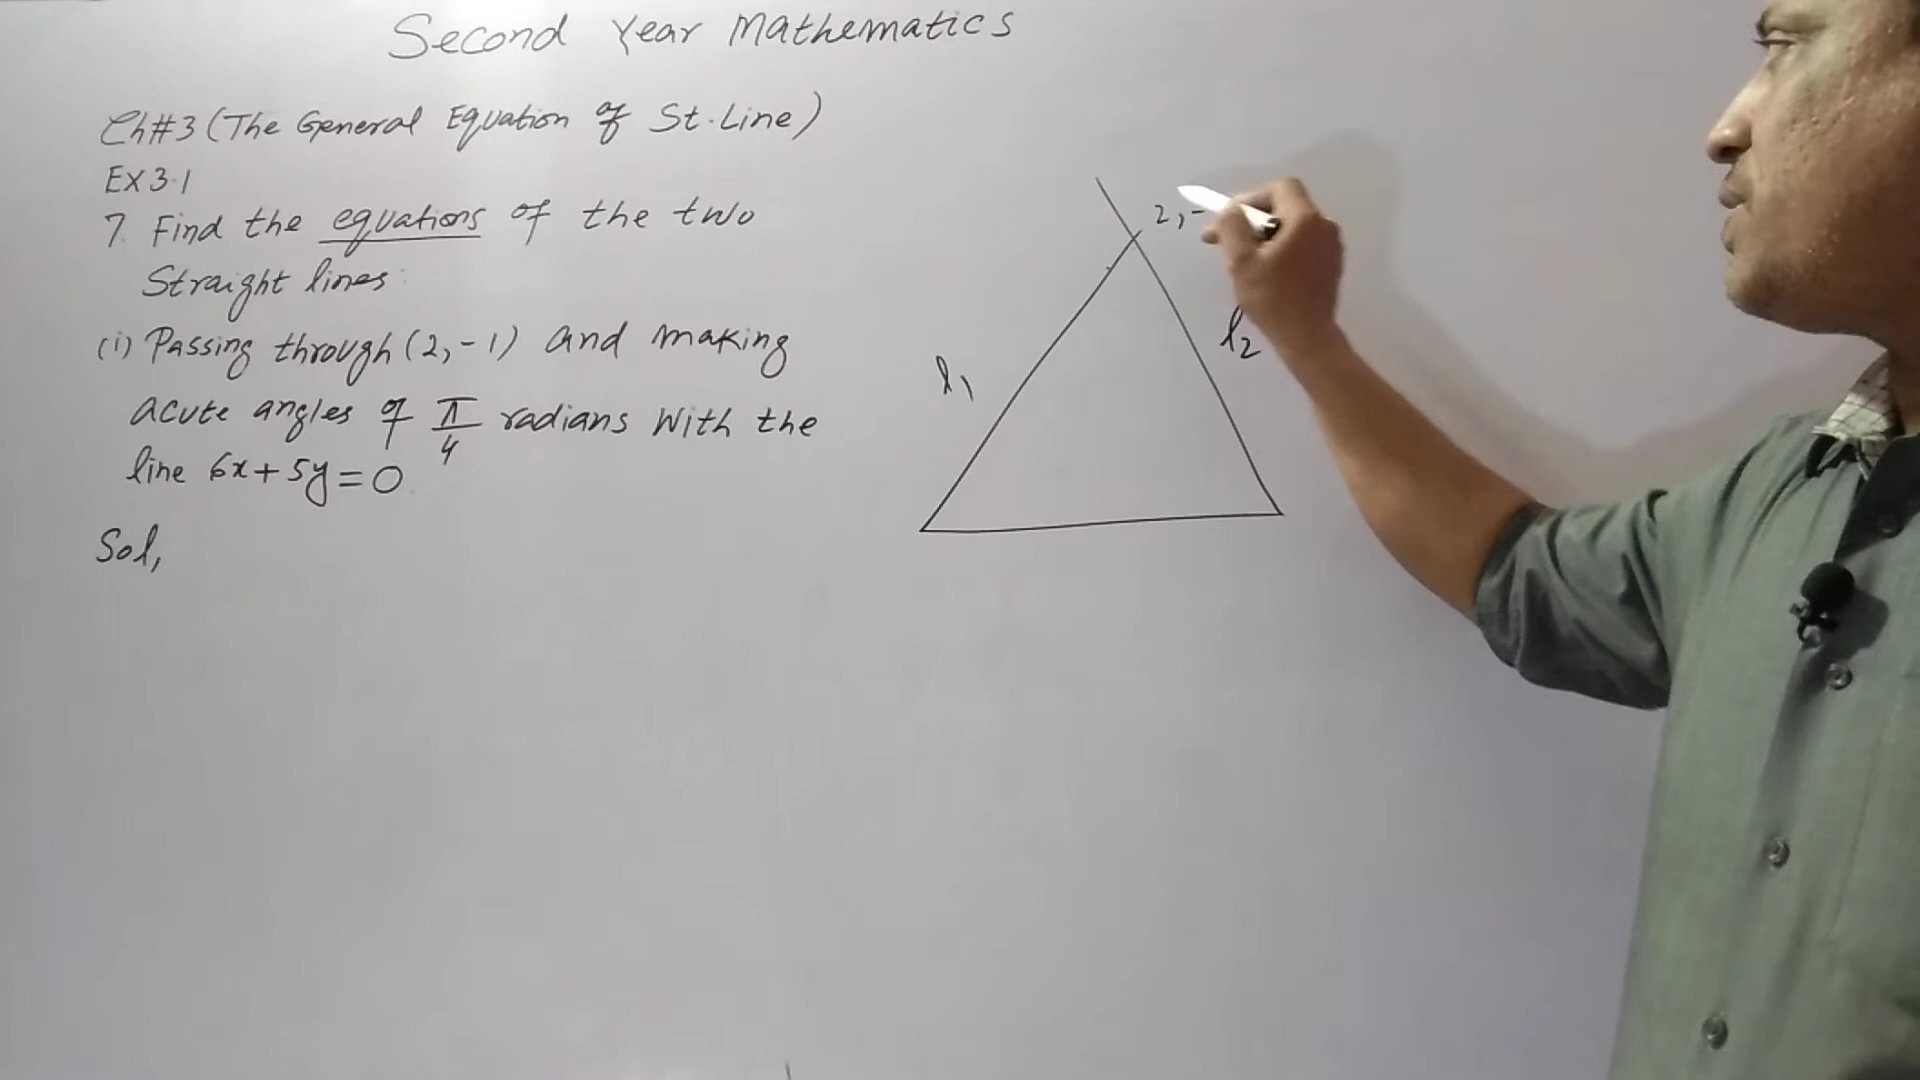 Second Year Mathematics
Ch#3 (The General Equation of St. Line)
Ex 3.1
7. Find the equations of the two
Straight lines:
(i) Passing through (2, -1) and making
acute angles of π/4 radians with the
line 6x + 5y = 0
Sol,
2, -
l1
l2